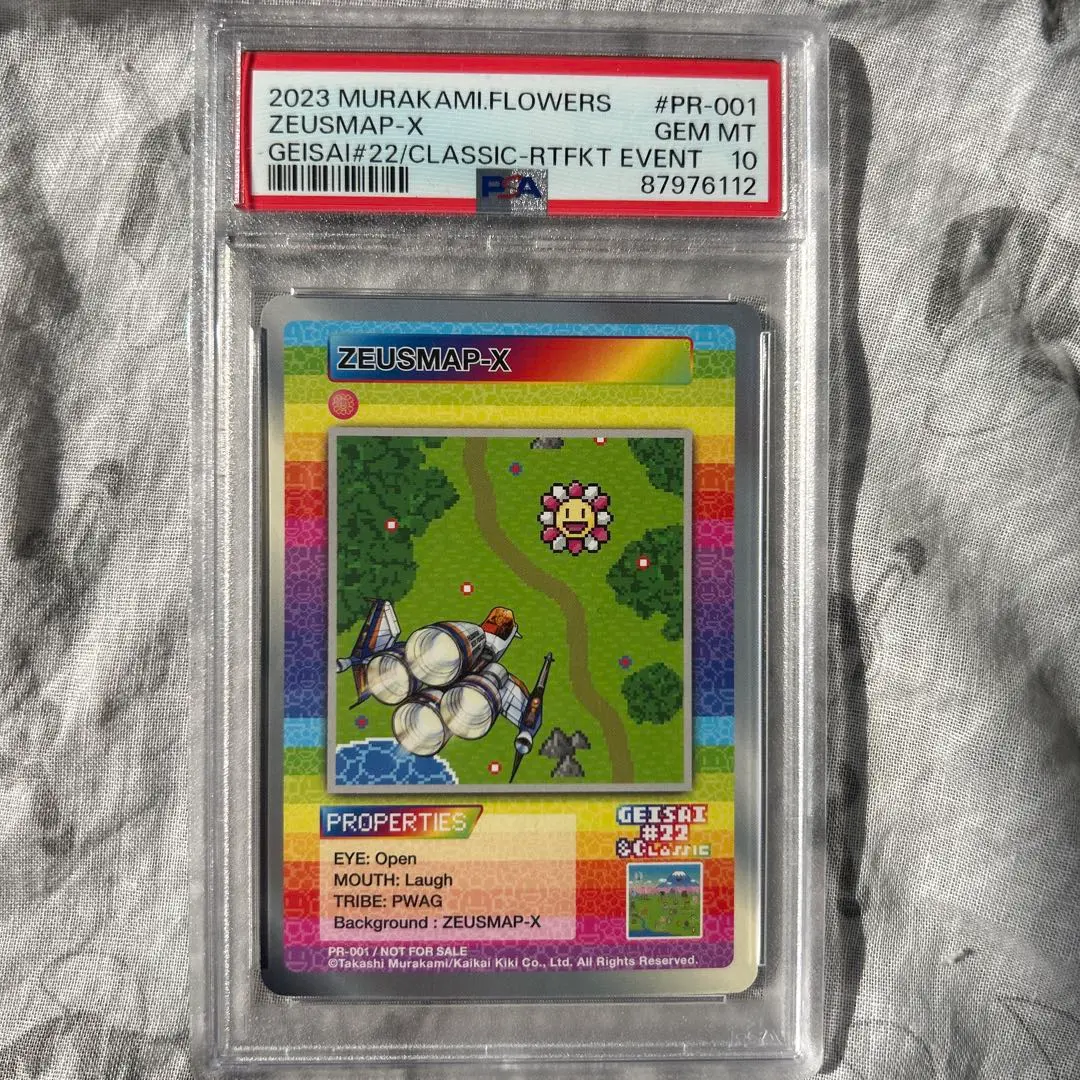 2023 MURAKAMI.FLOWERS #PR-001
ZEUSMAP-X GEM MT
GEISAI#22/CLASSIC-RTFKT EVENT 10
PSA 87976112
ZEUSMAP-X
PROPERTIES
EYE: Open
MOUTH: Laugh
TRIBE: PWAG
Background : ZEUSMAP-X
GEISAI
#22
&CLASSIC
PR-001 / NOT FOR SALE
©Takashi Murakami/Kaikai Kiki Co., Ltd. All Rights Reserved.